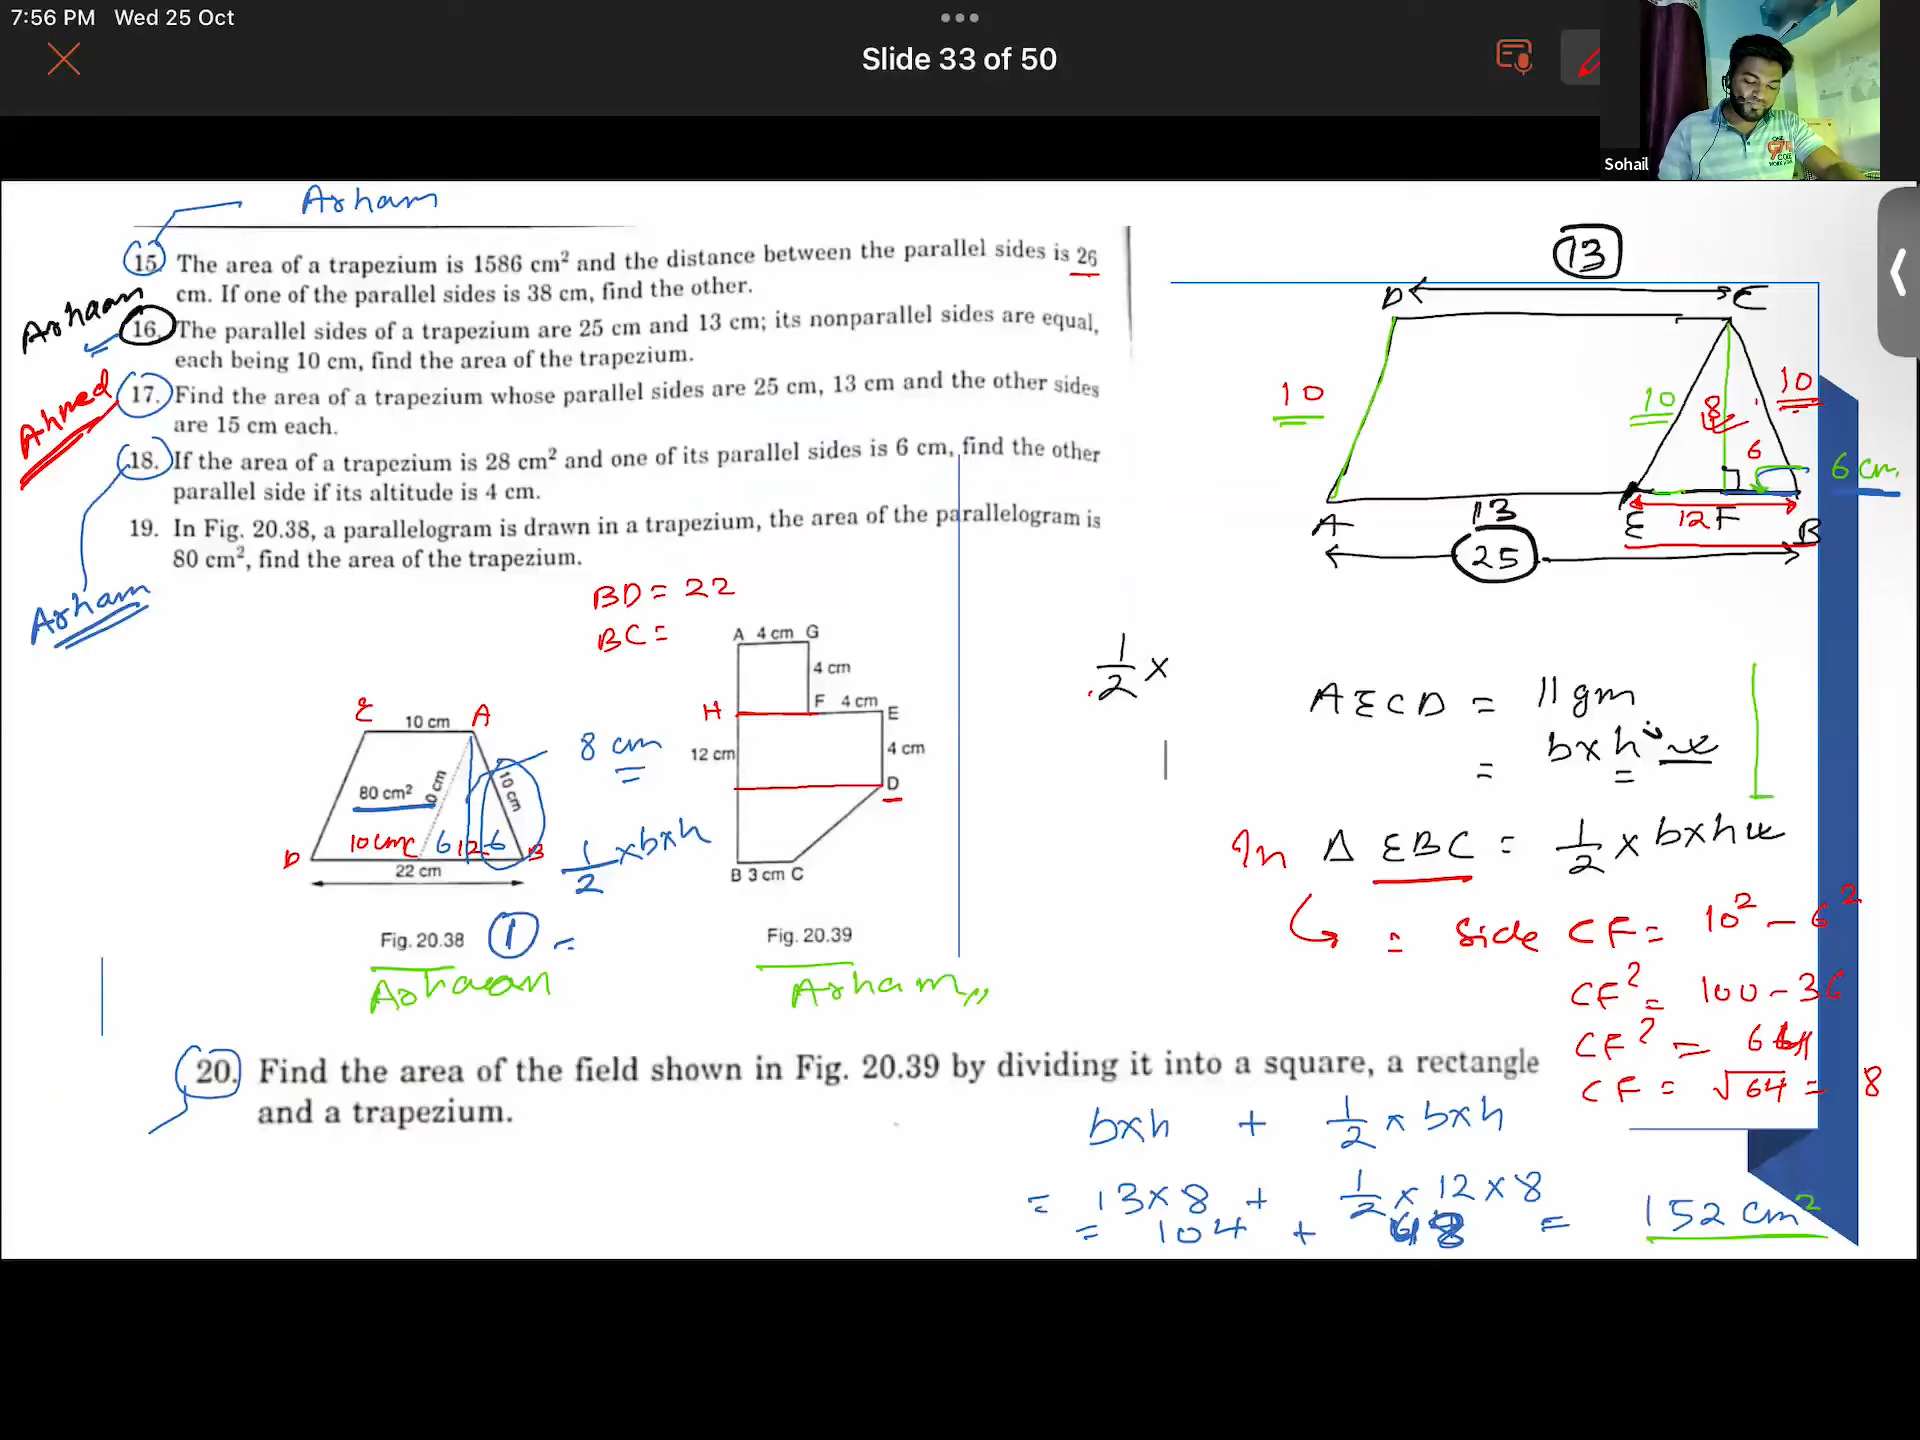 7:56 PM Wed 25 Oct
Slide 33 of 50
Sohail
Arham
15. The area of a trapezium is 1586 cm² and the distance between the parallel sides is 26
cm. If one of the parallel sides is 38 cm, find the other.
Arhaan
16. The parallel sides of a trapezium are 25 cm and 13 cm; its nonparallel sides are equal,
each being 10 cm, find the area of the trapezium.
Ahmed
17. Find the area of a trapezium whose parallel sides are 25 cm, 13 cm and the other sides
are 15 cm each.
18. If the area of a trapezium is 28 cm² and one of its parallel sides is 6 cm, find the other
parallel side if its altitude is 4 cm.
19. In Fig. 20.38, a parallelogram is drawn in a trapezium, the area of the parallelogram is
80 cm², find the area of the trapezium.
Arham
BD = 22
BC =
E 10 cm A
80 cm²
0 cm
10 cm
8 cm
D 10 cm C 6 12 6 B
22 cm
1/2 × b×h
Fig. 20.38
1 =
Arhaan
A 4 cm G
4 cm
H F 4 cm E
12 cm
4 cm
D
B 3 cm C
Fig. 20.39
Arham
20. Find the area of the field shown in Fig. 20.39 by dividing it into a square, a rectangle
and a trapezium.
13
D C
10 10 8 10
6
6 cm.
A 13 E 12 F B
25
1/2 ×
AECD = ||gm
= b×h
In Δ EBC = 1/2 × b×h
= Side CF = 10² − 6²
CF² = 100 − 36
CF² = 64
CF = √64 = 8
b×h + 1/2 × b×h
= 13×8 + 1/2 × 12 × 8
= 104 + 48 = 152 cm²